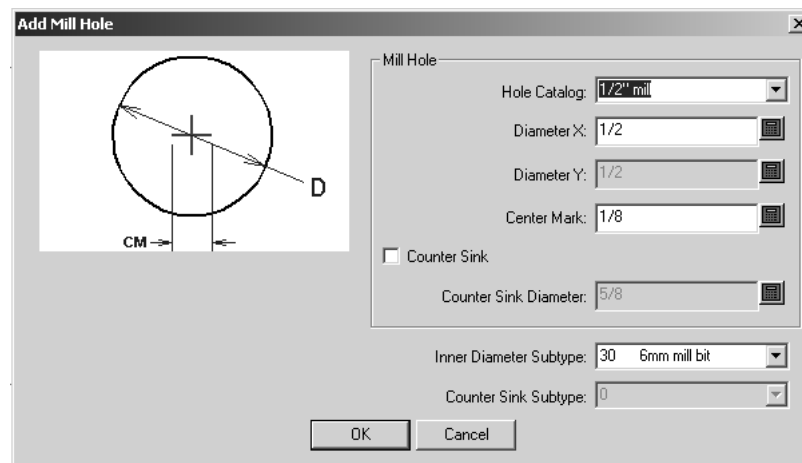 Add Mill Hole
D
CM
Mill Hole
Hole Catalog: 1/2" mill
Diameter X: 1/2
Diameter Y: 1/2
Center Mark: 1/8
Counter Sink
Counter Sink Diameter: 5/8
Inner Diameter Subtype: 30 6mm mill bit
Counter Sink Subtype: 0
OK Cancel